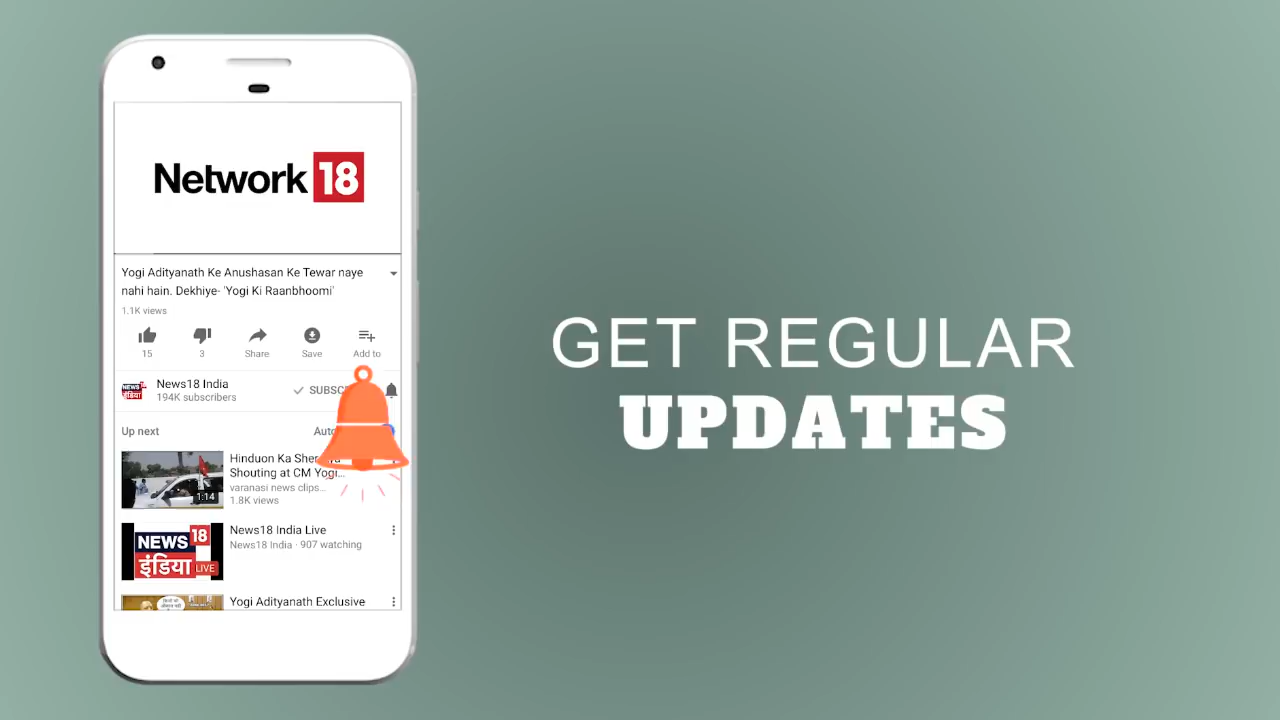 Network 18
Yogi Adityanath Ke Anushasan Ke Tewar naye
nahi hain. Dekhiye- 'Yogi Ki Raanbhoomi'
1.1K views
15 3 Share Save Add to
News18 India
194K subscribers
Up next
Hinduon Ka Sher
Shouting at CM Yogi...
varanasi news clips...
1.8K views
1:14
News18 India Live
News18 India · 907 watching
NEWS 18
इंडिया LIVE
Yogi Adityanath Exclusive
GET REGULAR
UPDATES